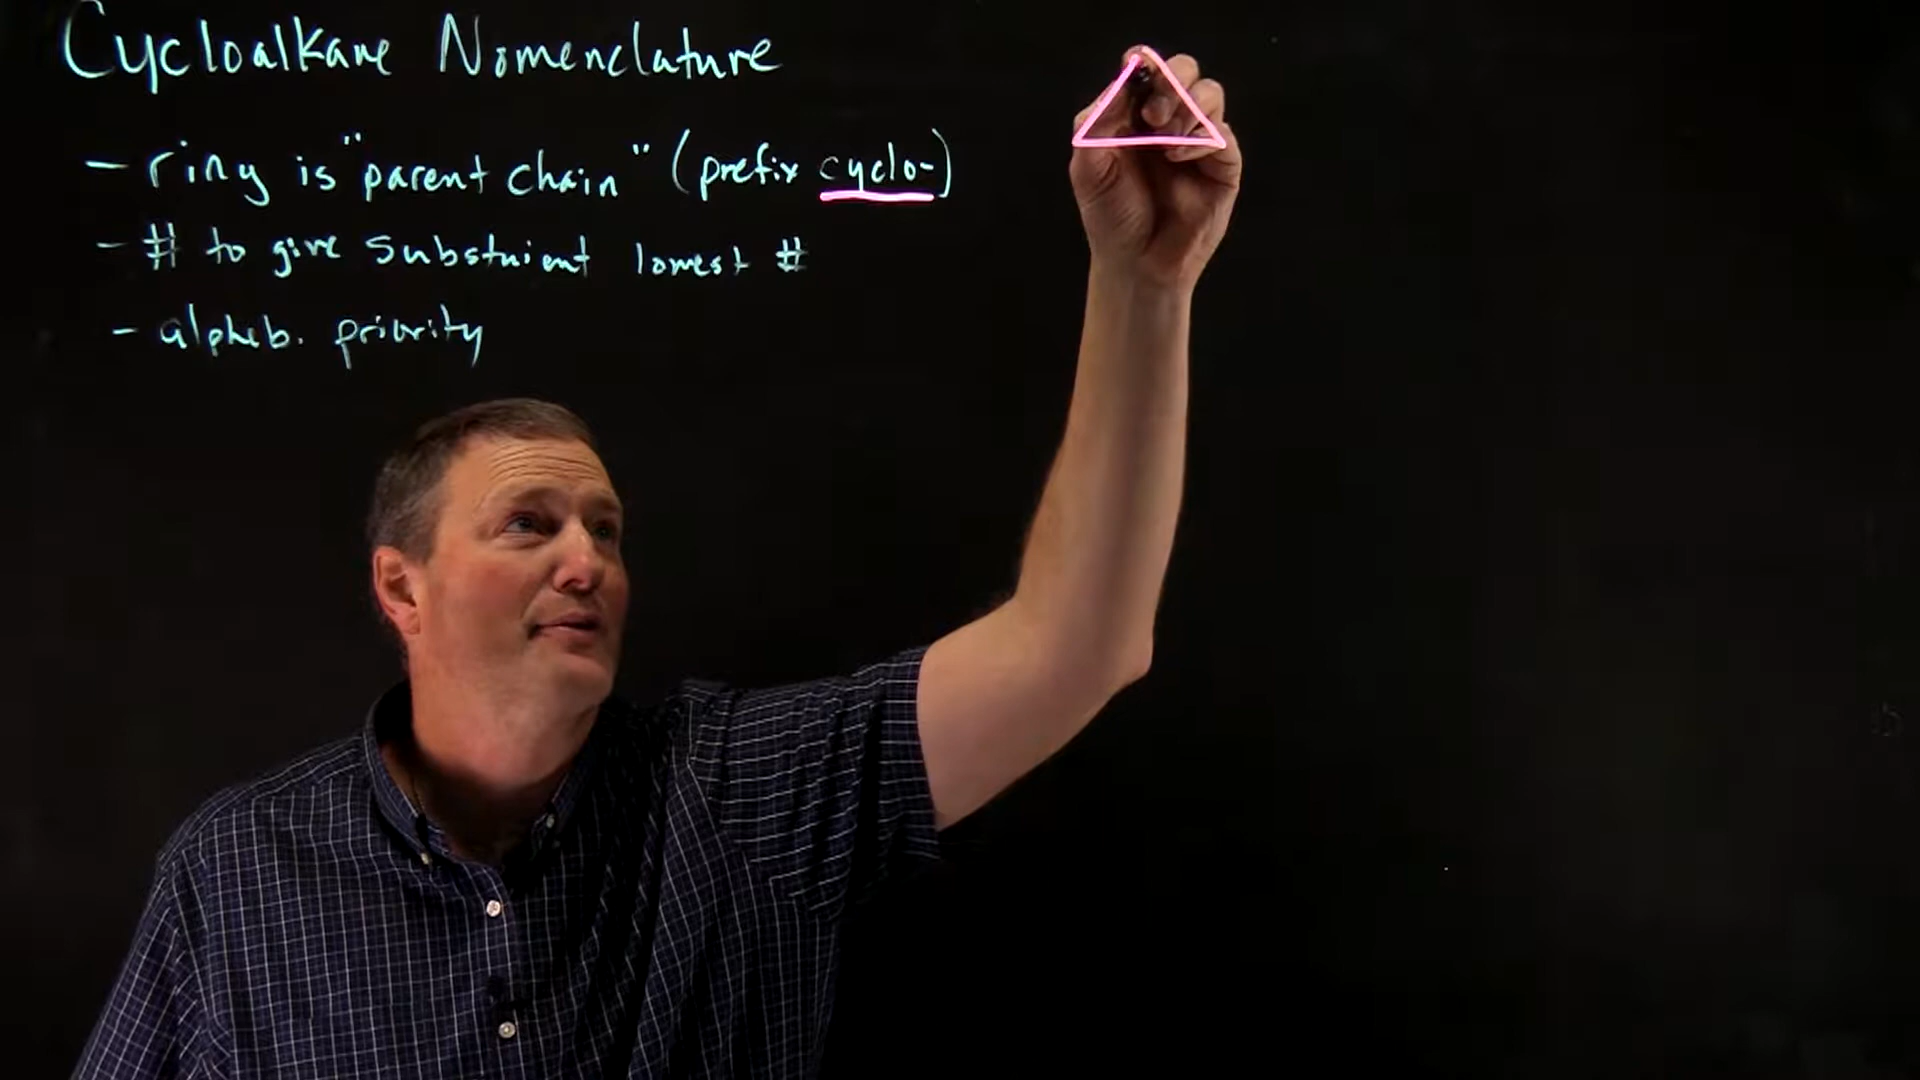 Cycloalkane Nomenclature
- ring is "parent chain" (prefix cyclo-)
- # to give substuient lowest #
- alphab. priority